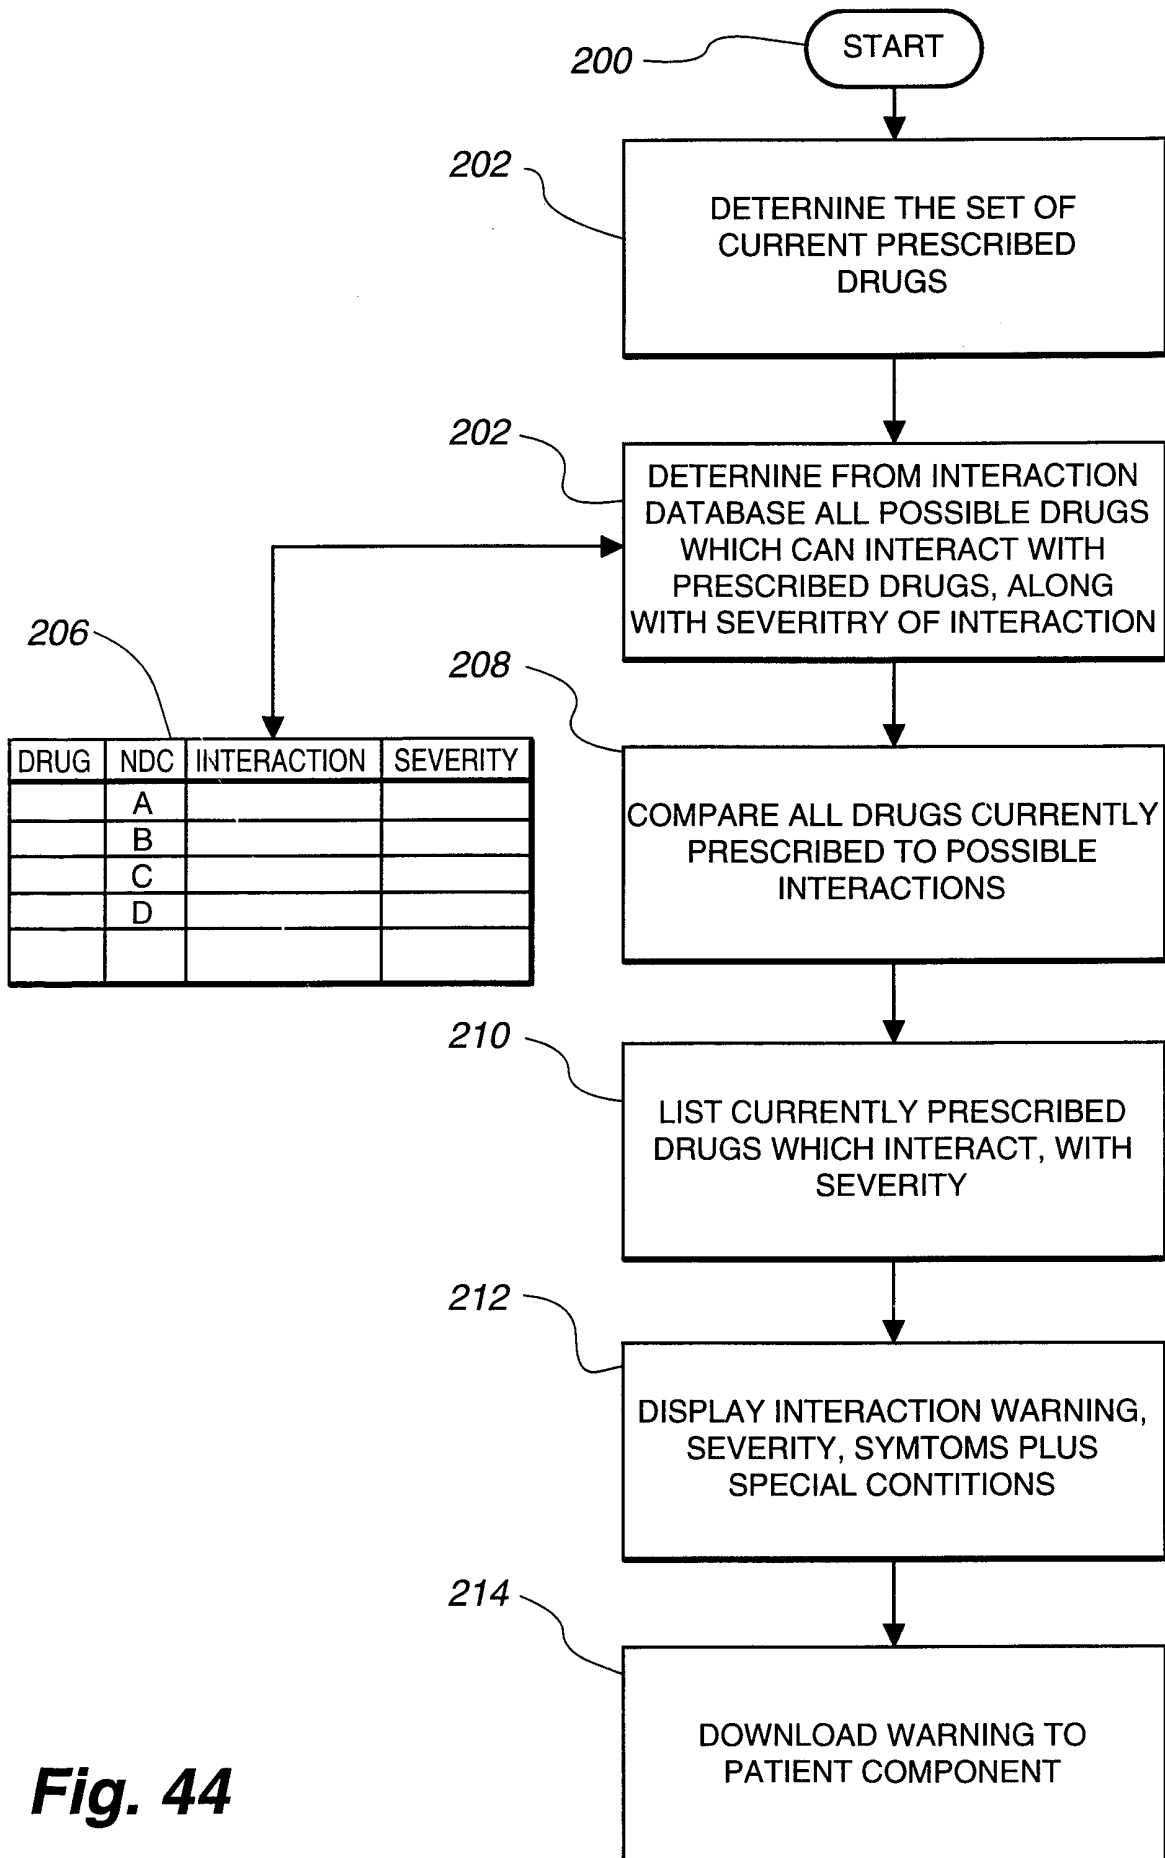 200
START
202
DETERNINE THE SET OF
CURRENT PRESCRIBED
DRUGS
202
DETERNINE FROM INTERACTION
DATABASE ALL POSSIBLE DRUGS
WHICH CAN INTERACT WITH
PRESCRIBED DRUGS, ALONG
WITH SEVERITRY OF INTERACTION
206
DRUG NDC INTERACTION SEVERITY
A
B
C
D
208
COMPARE ALL DRUGS CURRENTLY
PRESCRIBED TO POSSIBLE
INTERACTIONS
210
LIST CURRENTLY PRESCRIBED
DRUGS WHICH INTERACT, WITH
SEVERITY
212
DISPLAY INTERACTION WARNING,
SEVERITY, SYMTOMS PLUS
SPECIAL CONTITIONS
214
DOWNLOAD WARNING TO
PATIENT COMPONENT
Fig. 44